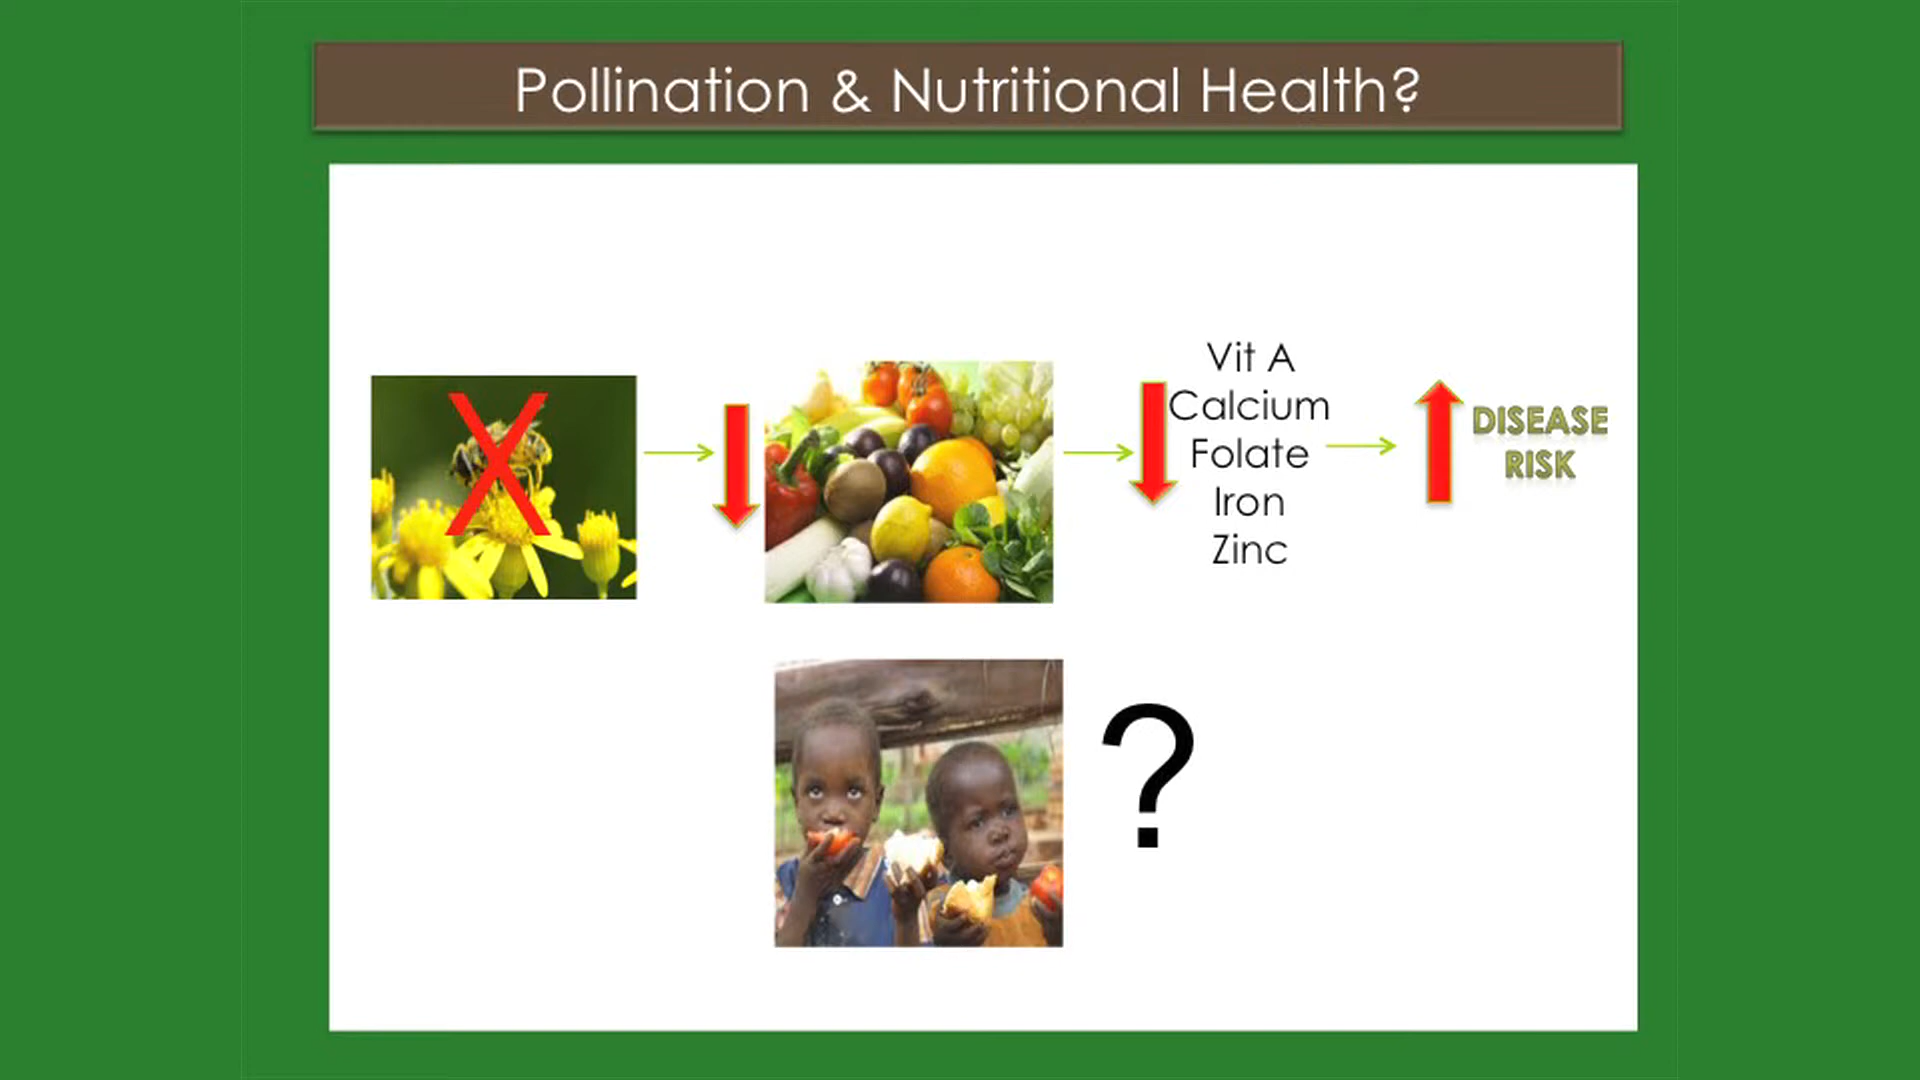 Pollination & Nutritional Health?
X
Vit A
Calcium
Folate
Iron
Zinc
DISEASE
RISK
?